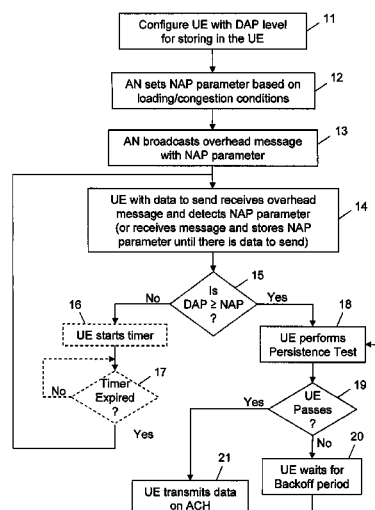 Configure UE with DAP level
for storing in the UE
11
AN sets NAP parameter based on
loading/congestion conditions
12
AN broadcasts overhead message
with NAP parameter
13
UE with data to send receives overhead
message and detects NAP parameter
(or receives message and stores NAP
parameter until there is data to send)
14
15
Is
DAP ≥ NAP
?
No
Yes
16
UE starts timer
17
Timer
Expired
?
No
Yes
18
UE performs
Persistence Test
19
UE
Passes
?
Yes
No
20
UE waits for
Backoff period
21
UE transmits data
on ACH